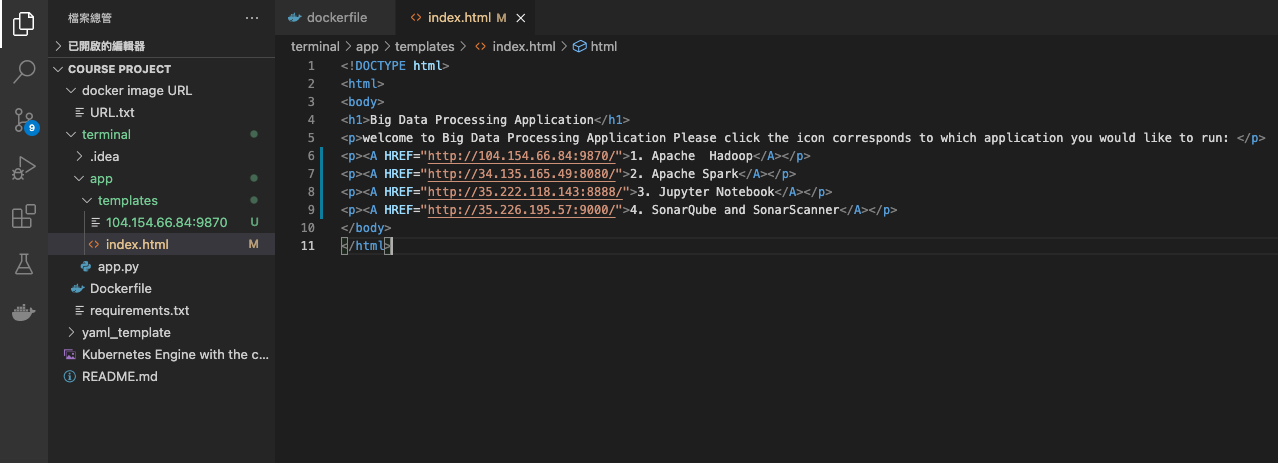 檔案總管 ···
已開啟的編輯器
COURSE PROJECT
docker image URL
URL.txt
terminal
.idea
app
templates
104.154.66.84:9870 U
index.html M
app.py
Dockerfile
requirements.txt
yaml_template
Kubernetes Engine with the c...
README.md
9
dockerfile
index.html M
terminal > app > templates > index.html > html
1 <!DOCTYPE html>
2 <html>
3 <body>
4 <h1>Big Data Processing Application</h1>
5 <p>welcome to Big Data Processing Application Please click the icon corresponds to which application you would like to run: </p>
6 <p><A HREF="http://104.154.66.84:9870/">1. Apache  Hadoop</A></p>
7 <p><A HREF="http://34.135.165.49:8080/">2. Apache Spark</A></p>
8 <p><A HREF="http://35.222.118.143:8888/">3. Jupyter Notebook</A></p>
9 <p><A HREF="http://35.226.195.57:9000/">4. SonarQube and SonarScanner</A></p>
10 </body>
11 </html>